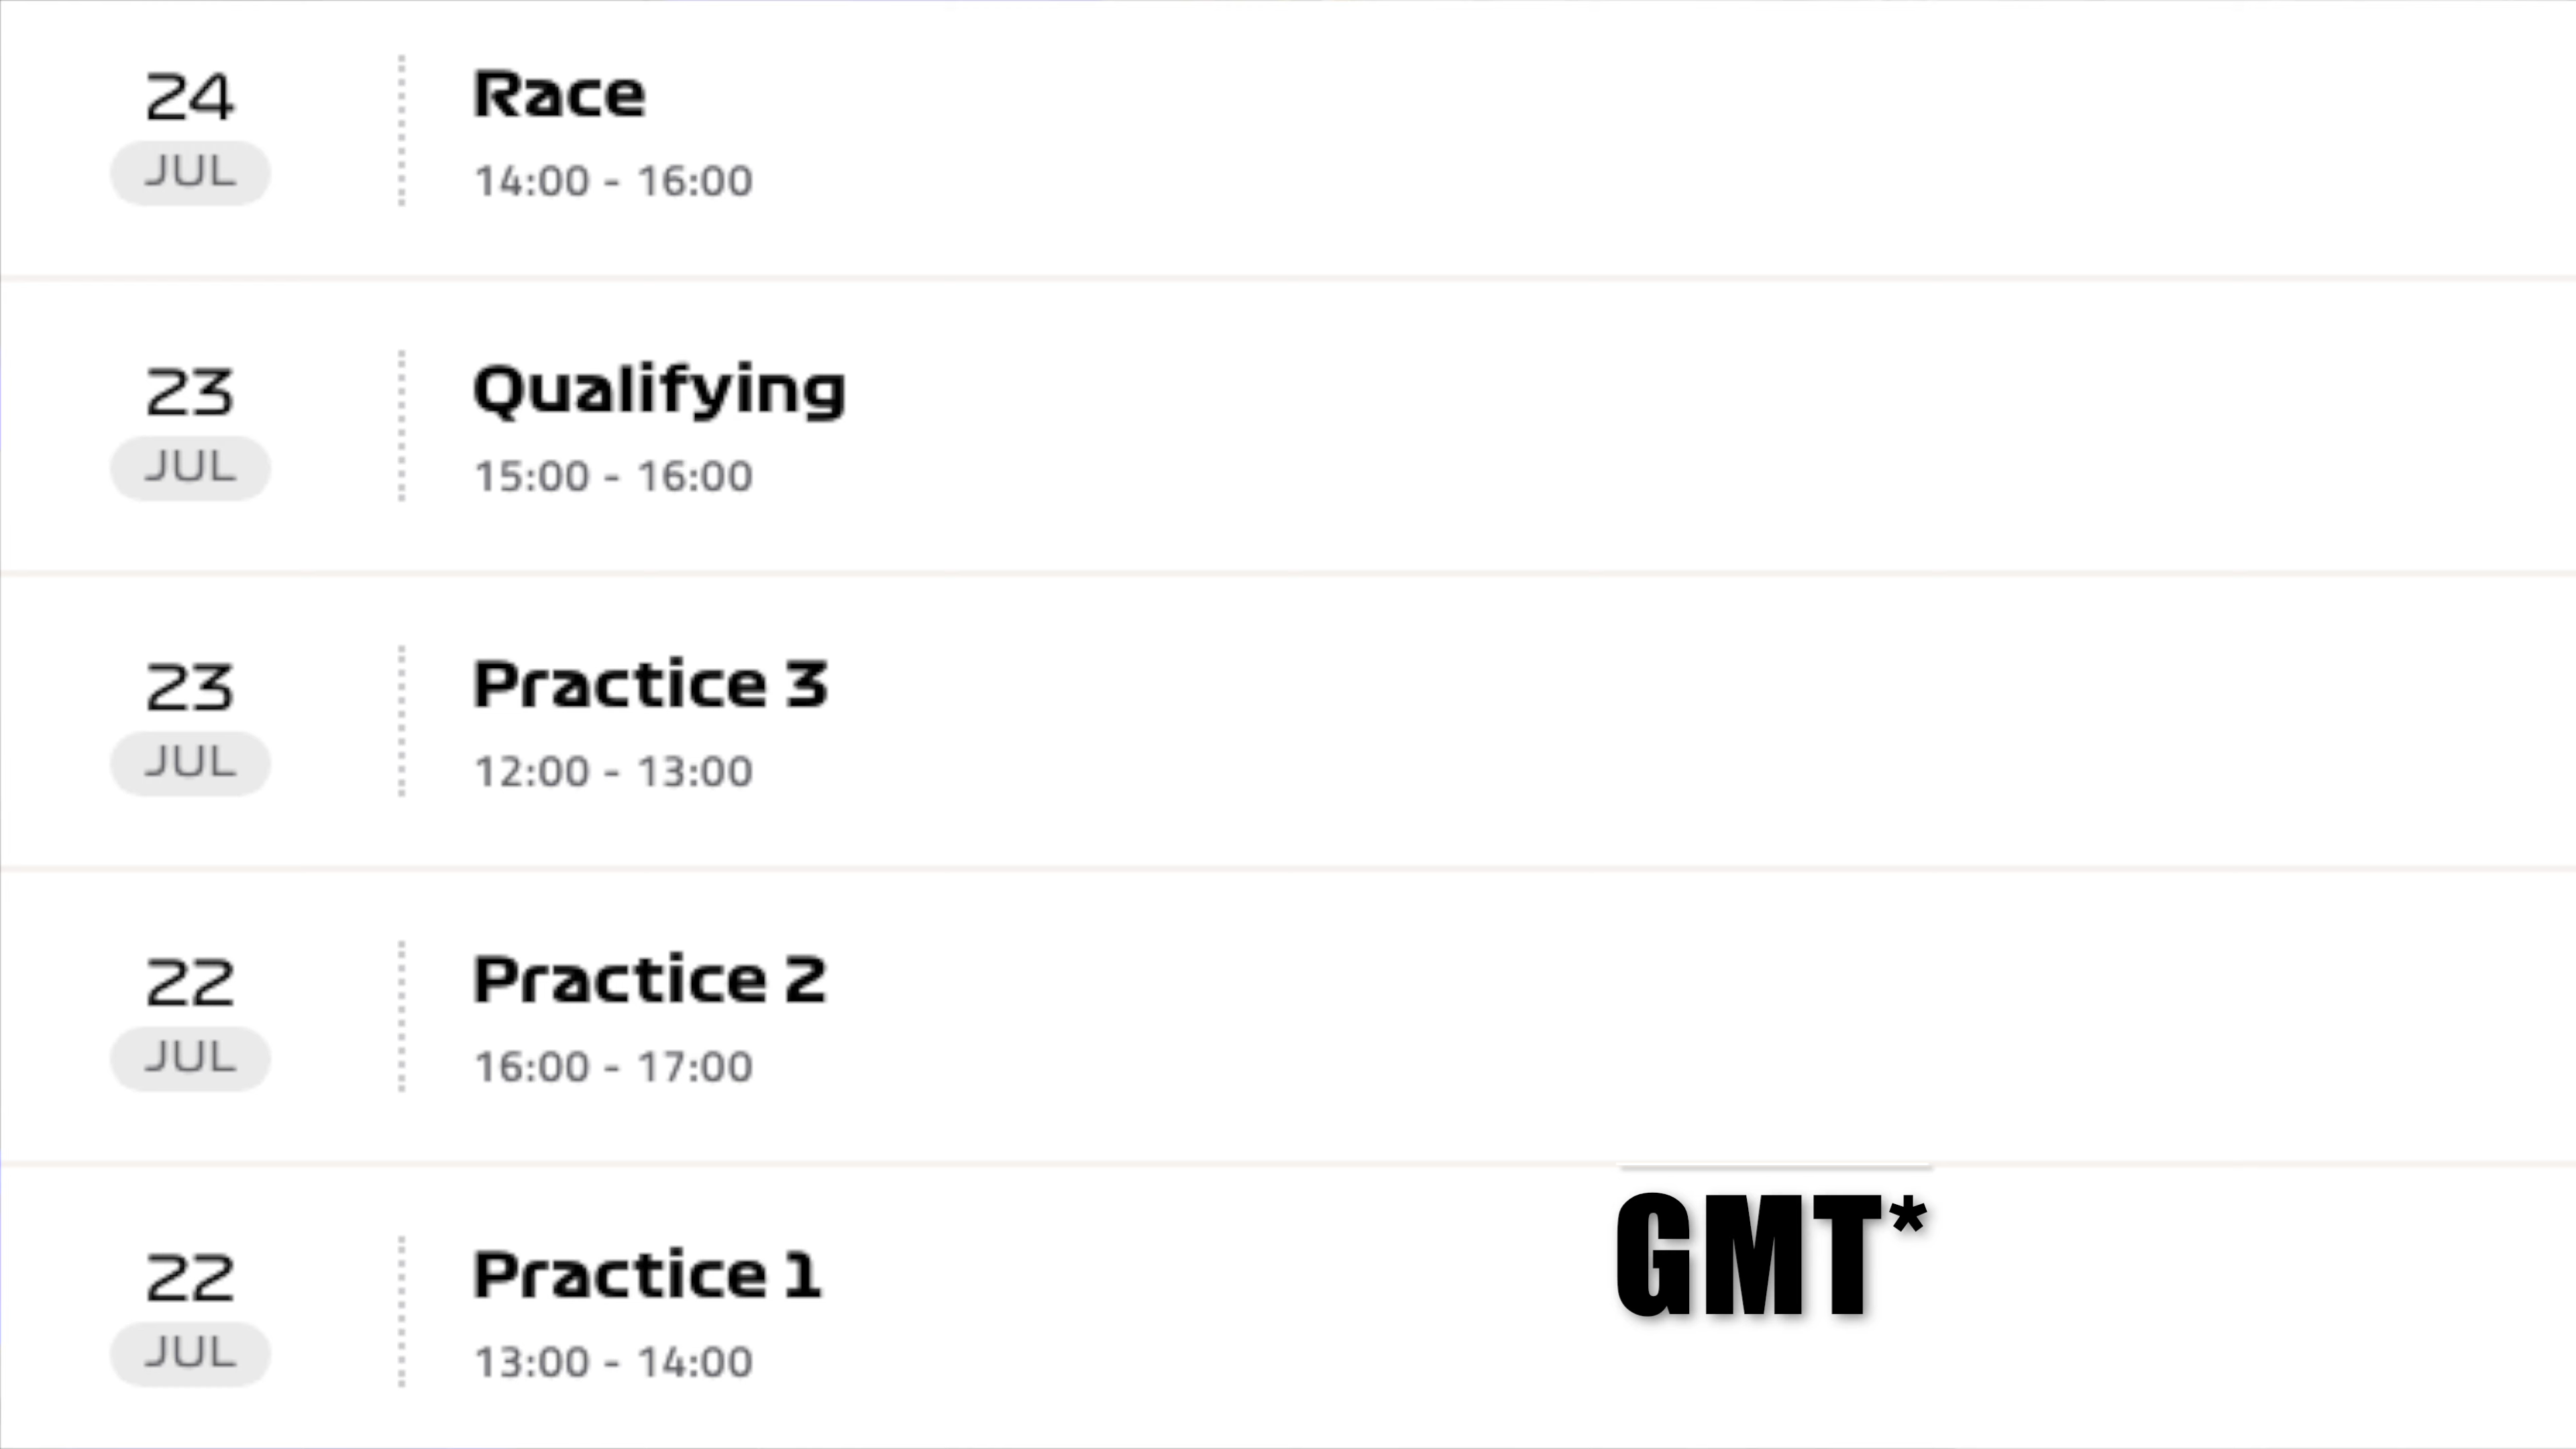 24
JUL
Race
14:00 - 16:00
23
JUL
Qualifying
15:00 - 16:00
23
JUL
Practice 3
12:00 - 13:00
22
JUL
Practice 2
16:00 - 17:00
22
JUL
Practice 1
13:00 - 14:00
GMT*